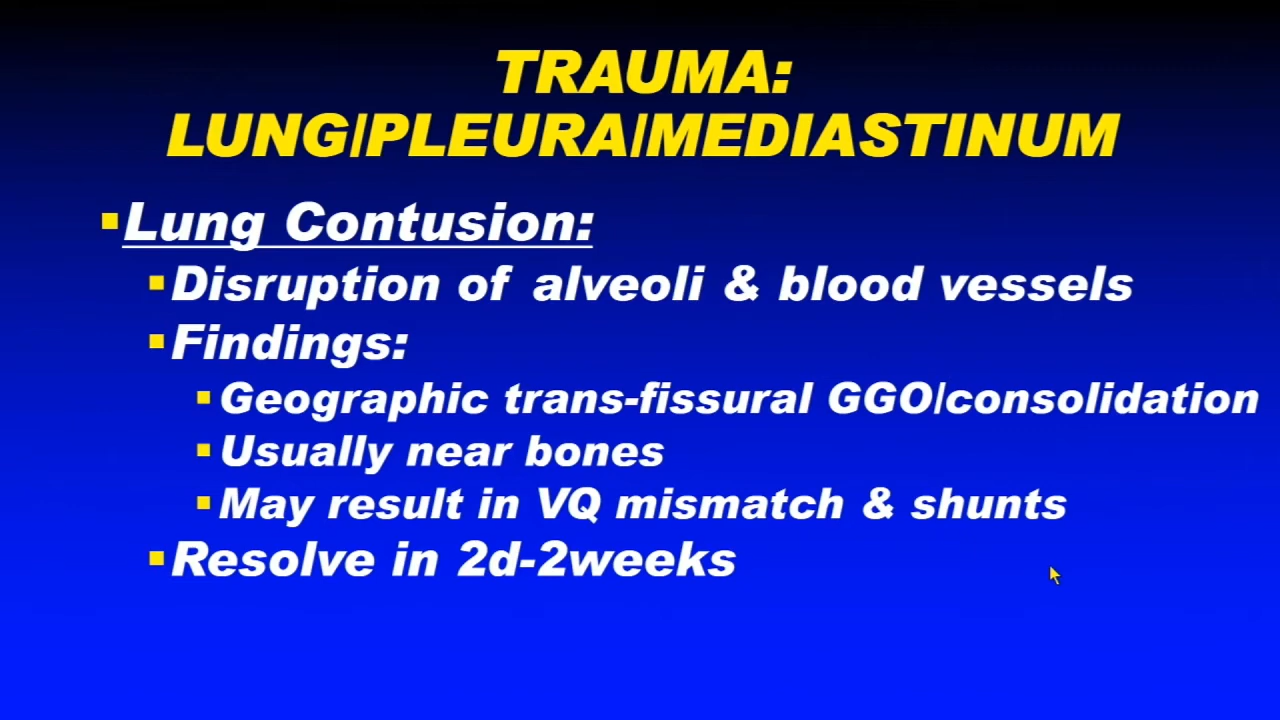 TRAUMA:
LUNG/PLEURA/MEDIASTINUM
Lung Contusion:
Disruption of alveoli & blood vessels
Findings:
Geographic trans-fissural GGO/consolidation
Usually near bones
May result in VQ mismatch & shunts
Resolve in 2d-2weeks